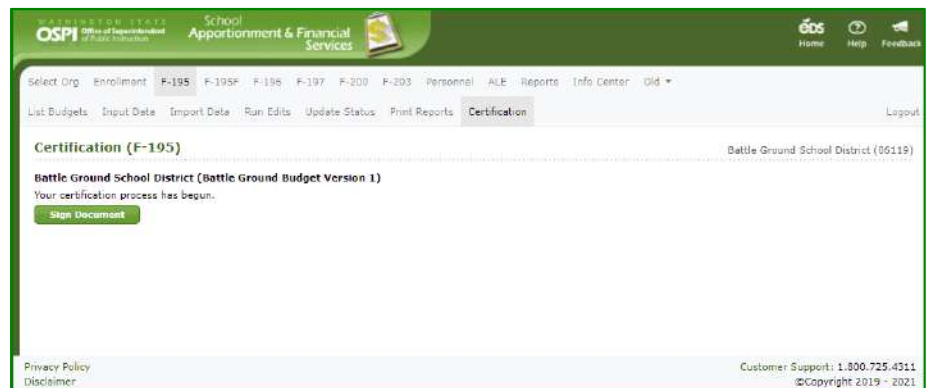 WASHINGTON STATE
OSPI Office of Superintendent of Public Instruction
School Apportionment & Financial Services
éDS
Home Help Feedback
Select Org Enrollment F-195 F-195F F-196 F-197 F-200 F-203 Personnel ALE Reports Info Center Old
List Budgets Input Data Import Data Run Edits Update Status Print Reports Certification Logout
Certification (F-195) Battle Ground School District (06119)
Battle Ground School District (Battle Ground Budget Version 1)
Your certification process has begun.
Sign Document
Privacy Policy Customer Support: 1.800.725.4311
Disclaimer ©Copyright 2019 - 2021